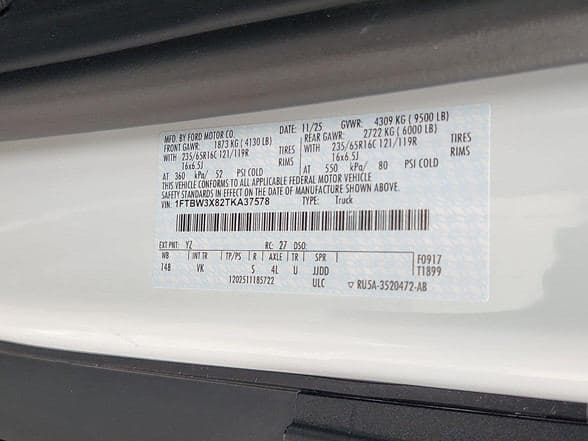 MFD. BY FORD MOTOR CO. DATE: 11/25 GVWR: 4309 KG ( 9500 LB)
FRONT GAWR: 1873 KG ( 4130 LB) REAR GAWR: 2722 KG ( 6000 LB)
WITH 235/65R16C 121/119R TIRES WITH 235/65R16C 121/119R TIRES
16x6.5J RIMS 16x6.5J RIMS
AT 360 kPa/ 52 PSI COLD AT 550 kPa/ 80 PSI COLD
THIS VEHICLE CONFORMS TO ALL APPLICABLE FEDERAL MOTOR VEHICLE
SAFETY STANDARDS IN EFFECT ON THE DATE OF MANUFACTURE SHOWN ABOVE.
VIN: 1FTBW3X82TKA37578 TYPE: Truck
EXT PNT: YZ RC: 27 DSO:
WB INT TR TP/PS R AXLE TR SPR F0917
148 VK S 4L U JJDD T1899
1202511185722 ULC ▽ RU5A-3520472-AB